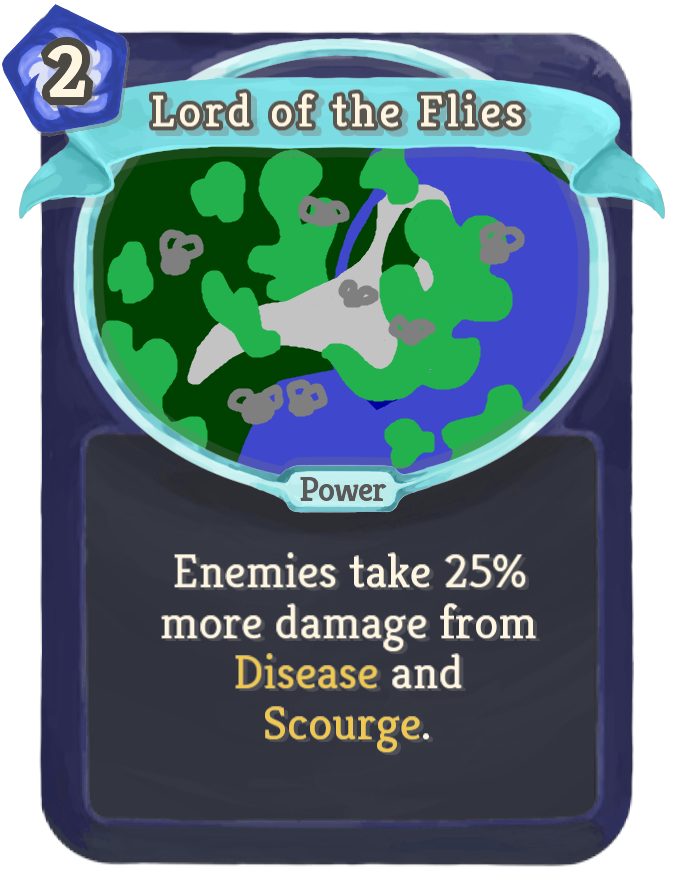 2
Lord of the Flies
Power
Enemies take 25%
more damage from
Disease and
Scourge.